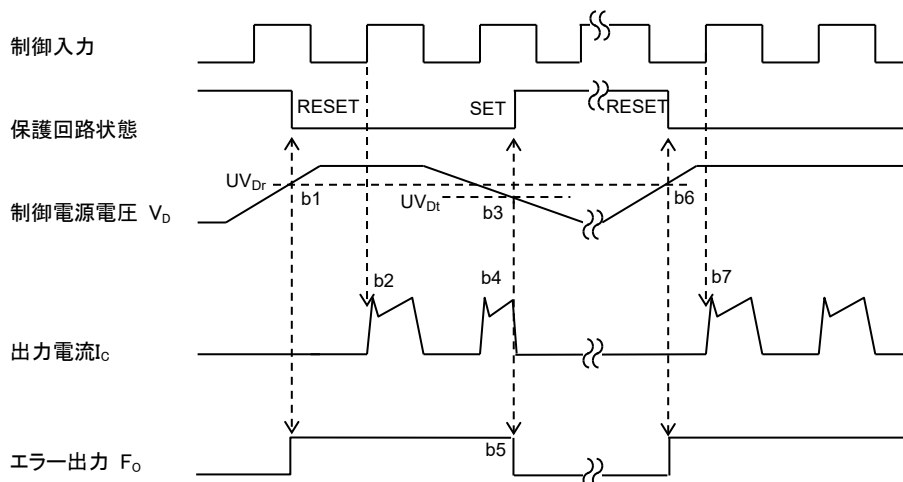 制御入力
RESET
SET
RESET
保護回路状態
UVDr
b1
b6
UVDt
b3
制御電源電圧 VD
b2
b4
b7
出力電流IC
b5
エラー出力 FO